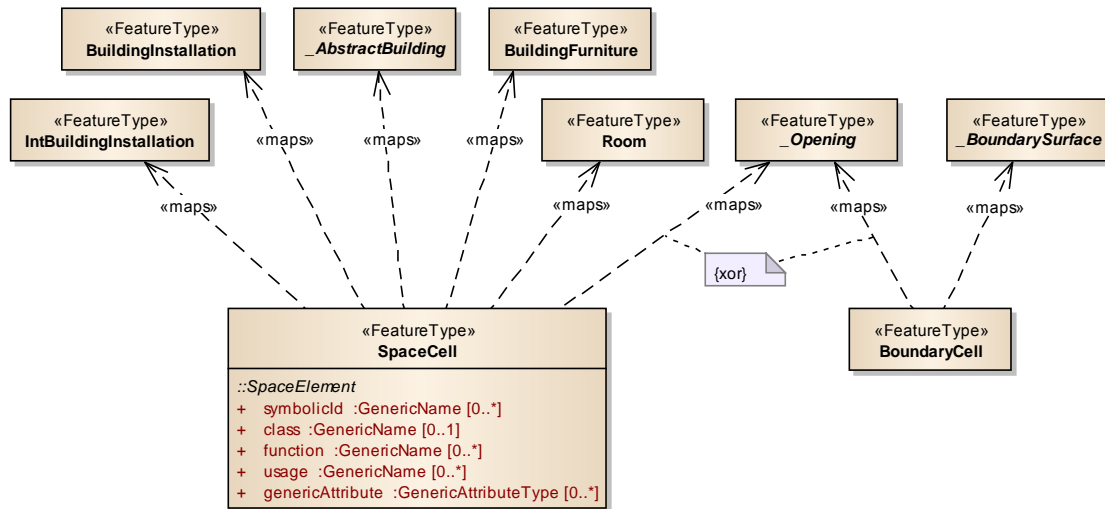 «FeatureType»
BuildingInstallation
«FeatureType»
_AbstractBuilding
«FeatureType»
BuildingFurniture
«FeatureType»
IntBuildingInstallation
«FeatureType»
Room
«FeatureType»
_Opening
«FeatureType»
_BoundarySurface
«maps»
«maps»
«maps»
«maps»
«maps»
«maps»
«maps»
«maps»
{xor}
«FeatureType»
SpaceCell
::SpaceElement
+ symbolicId :GenericName [0..*]
+ class :GenericName [0..1]
+ function :GenericName [0..*]
+ usage :GenericName [0..*]
+ genericAttribute :GenericAttributeType [0..*]
«FeatureType»
BoundaryCell